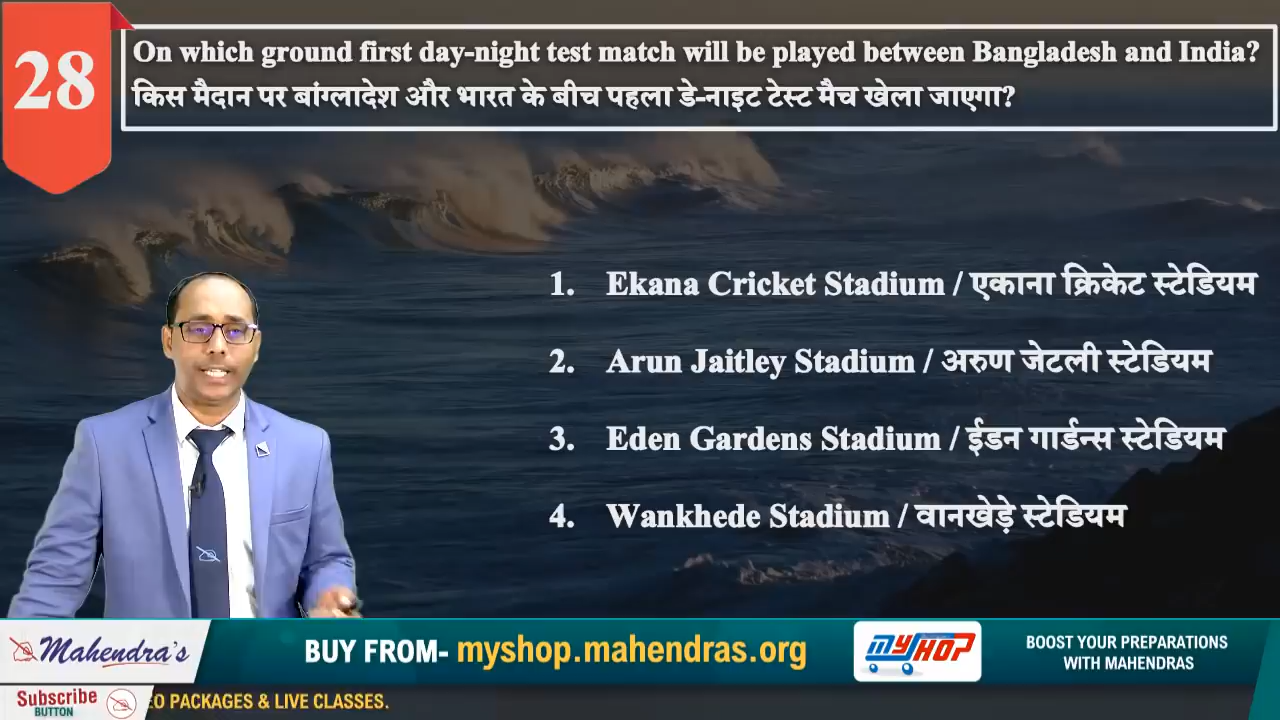 28
On which ground first day-night test match will be played between Bangladesh and India?
किस मैदान पर बांग्लादेश और भारत के बीच पहला डे-नाइट टेस्ट मैच खेला जाएगा?
1. Ekana Cricket Stadium / एकाना क्रिकेट स्टेडियम
2. Arun Jaitley Stadium / अरुण जेटली स्टेडियम
3. Eden Gardens Stadium / ईडन गार्डन्स स्टेडियम
4. Wankhede Stadium / वानखेड़े स्टेडियम
Mahendra's
BUY FROM- myshop.mahendras.org
MY SHOP
BOOST YOUR PREPARATIONS
WITH MAHENDRAS
Subscribe
BUTTON
EO PACKAGES & LIVE CLASSES.